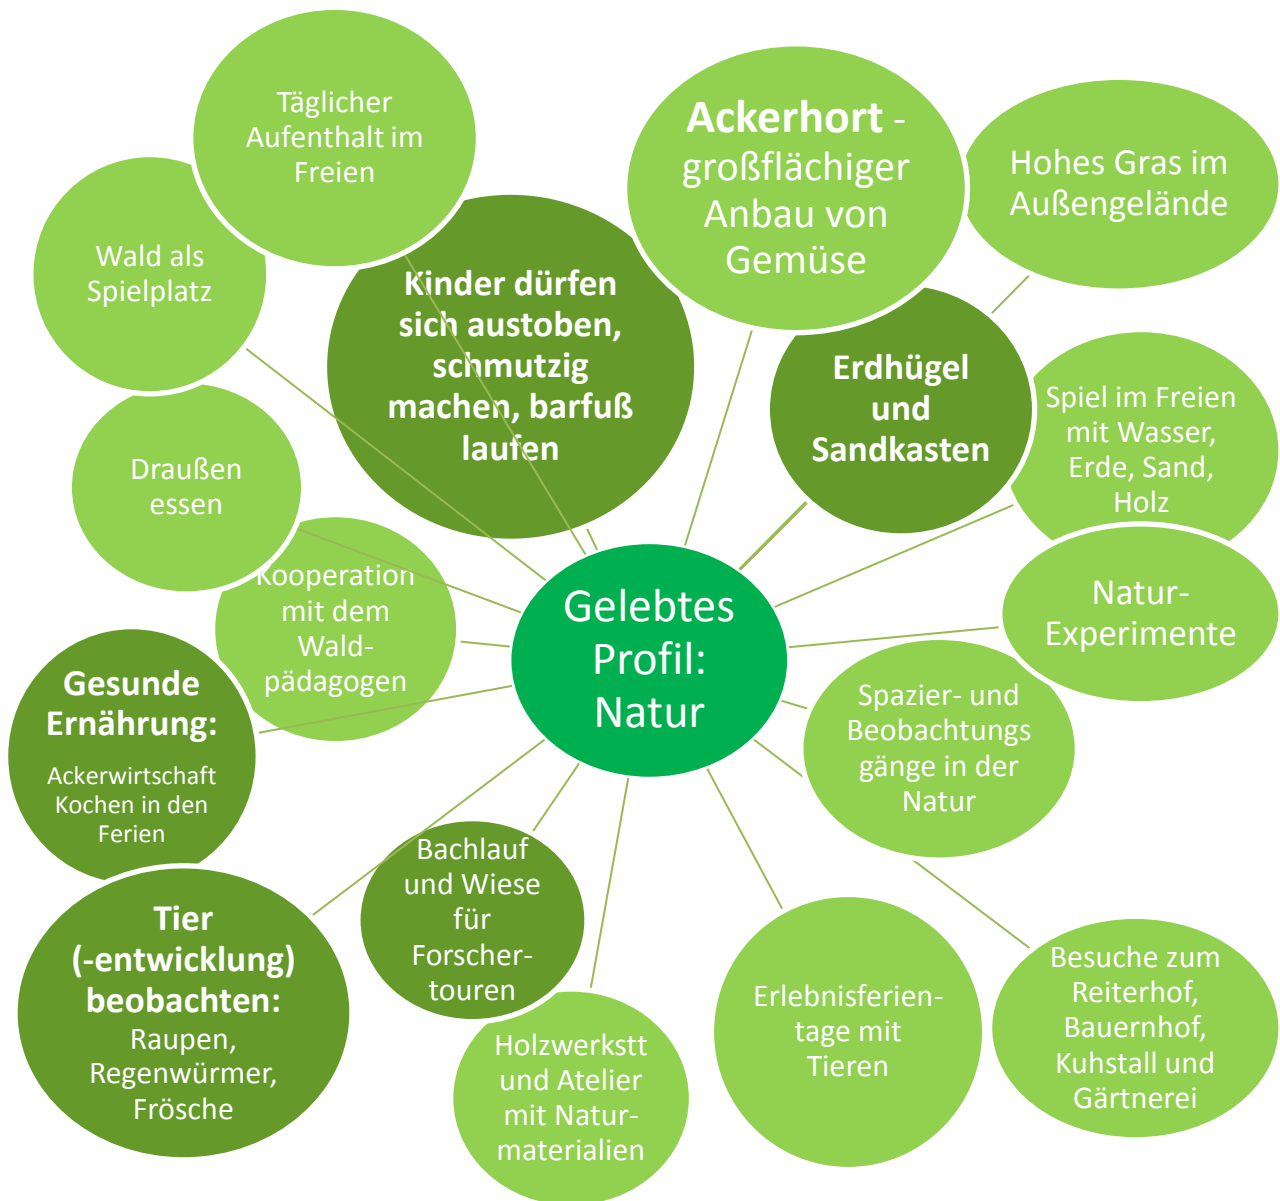 Täglicher
Aufenthalt im
Freien
Ackerhort -
großflächiger
Anbau von
Gemüse
Hohes Gras im
Außengelände
Wald als
Spielplatz
Kinder dürfen
sich austoben,
schmutzig
machen, barfuß
laufen
Erdhügel
und
Sandkasten
Spiel im Freien
mit Wasser,
Erde, Sand,
Holz
Draußen
essen
Kooperation
mit dem
Wald-
pädagogen
Gelebtes
Profil:
Natur
Natur-
Experimente
Gesunde
Ernährung:
Ackerwirtschaft
Kochen in den
Ferien
Spazier- und
Beobachtungs
gänge in der
Natur
Tier
(-entwicklung)
beobachten:
Raupen,
Regenwürmer,
Frösche
Bachlauf
und Wiese
für
Forscher-
touren
Holzwerkstt
und Atelier
mit Natur-
materialien
Erlebnisferien-
tage mit
Tieren
Besuche zum
Reiterhof,
Bauernhof,
Kuhstall und
Gärtnerei